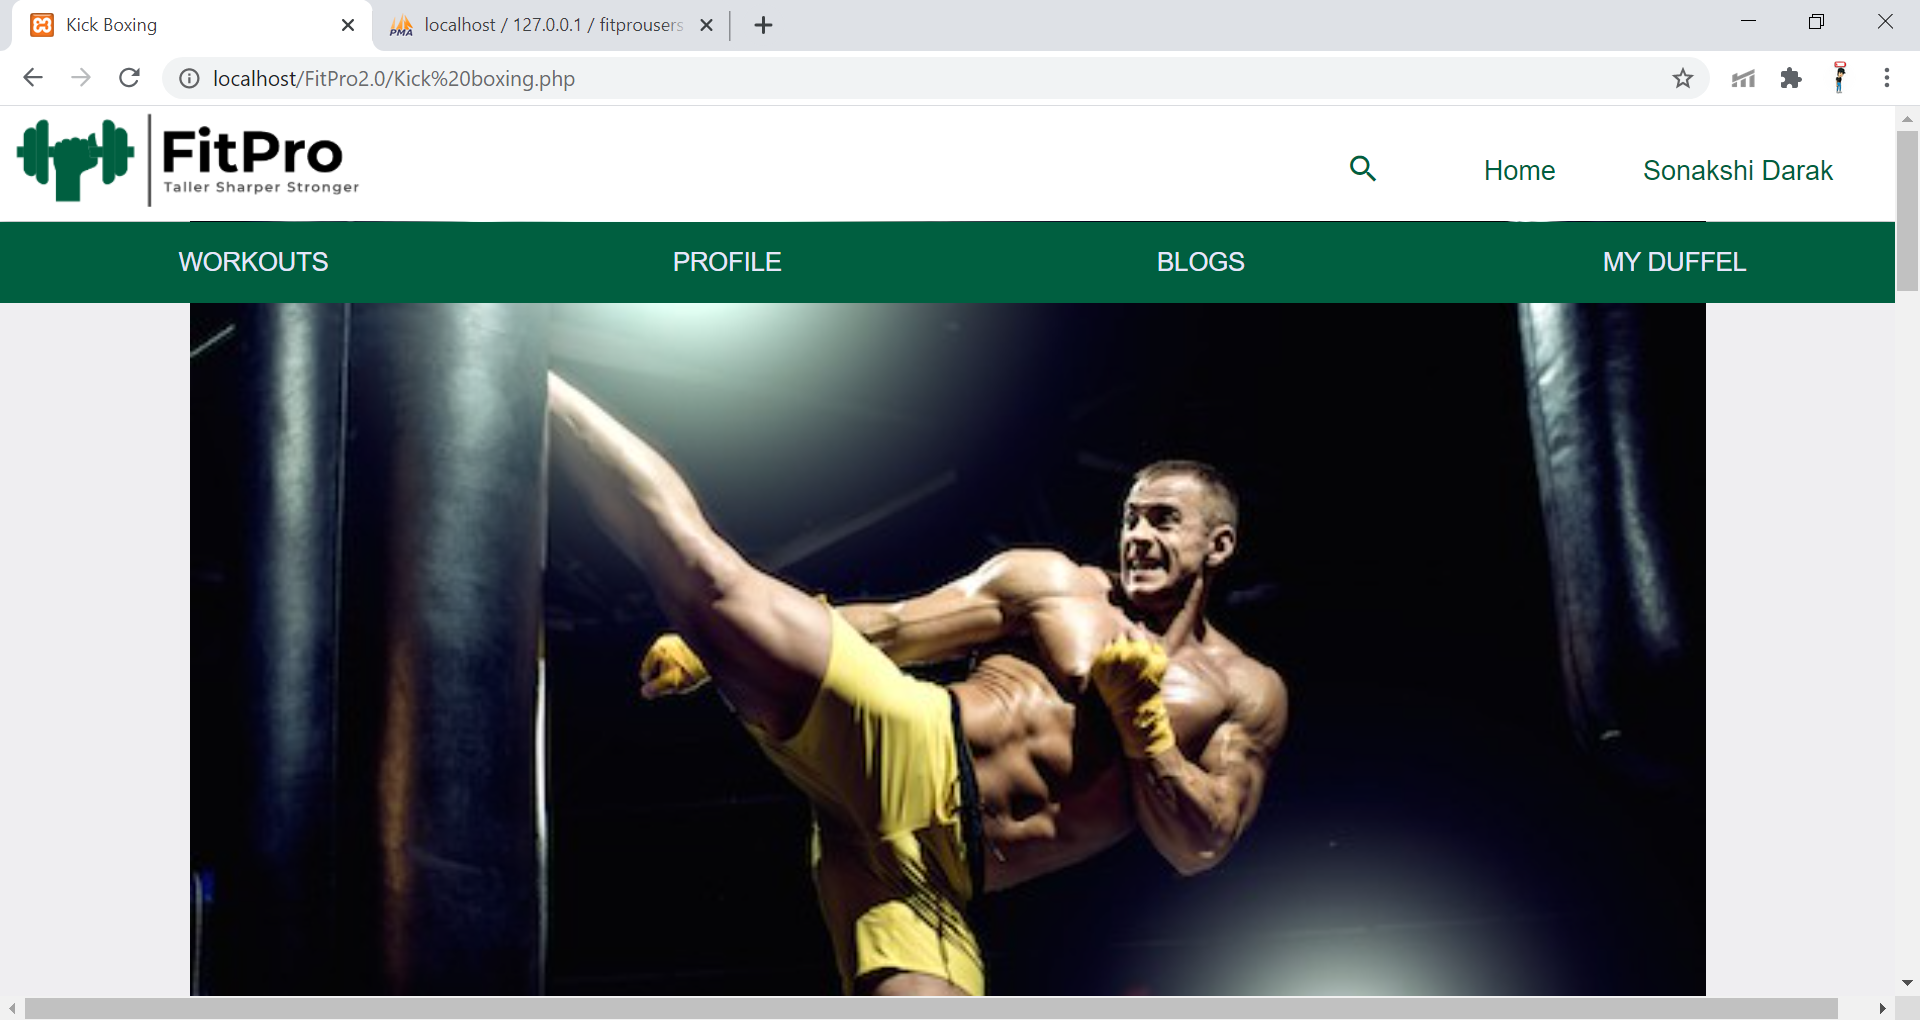 Kick Boxing
PMA localhost / 127.0.0.1 / fitprousers
localhost/FitPro2.0/Kick%20boxing.php
FitPro
Taller Sharper Stronger
Home
Sonakshi Darak
WORKOUTS
PROFILE
BLOGS
MY DUFFEL